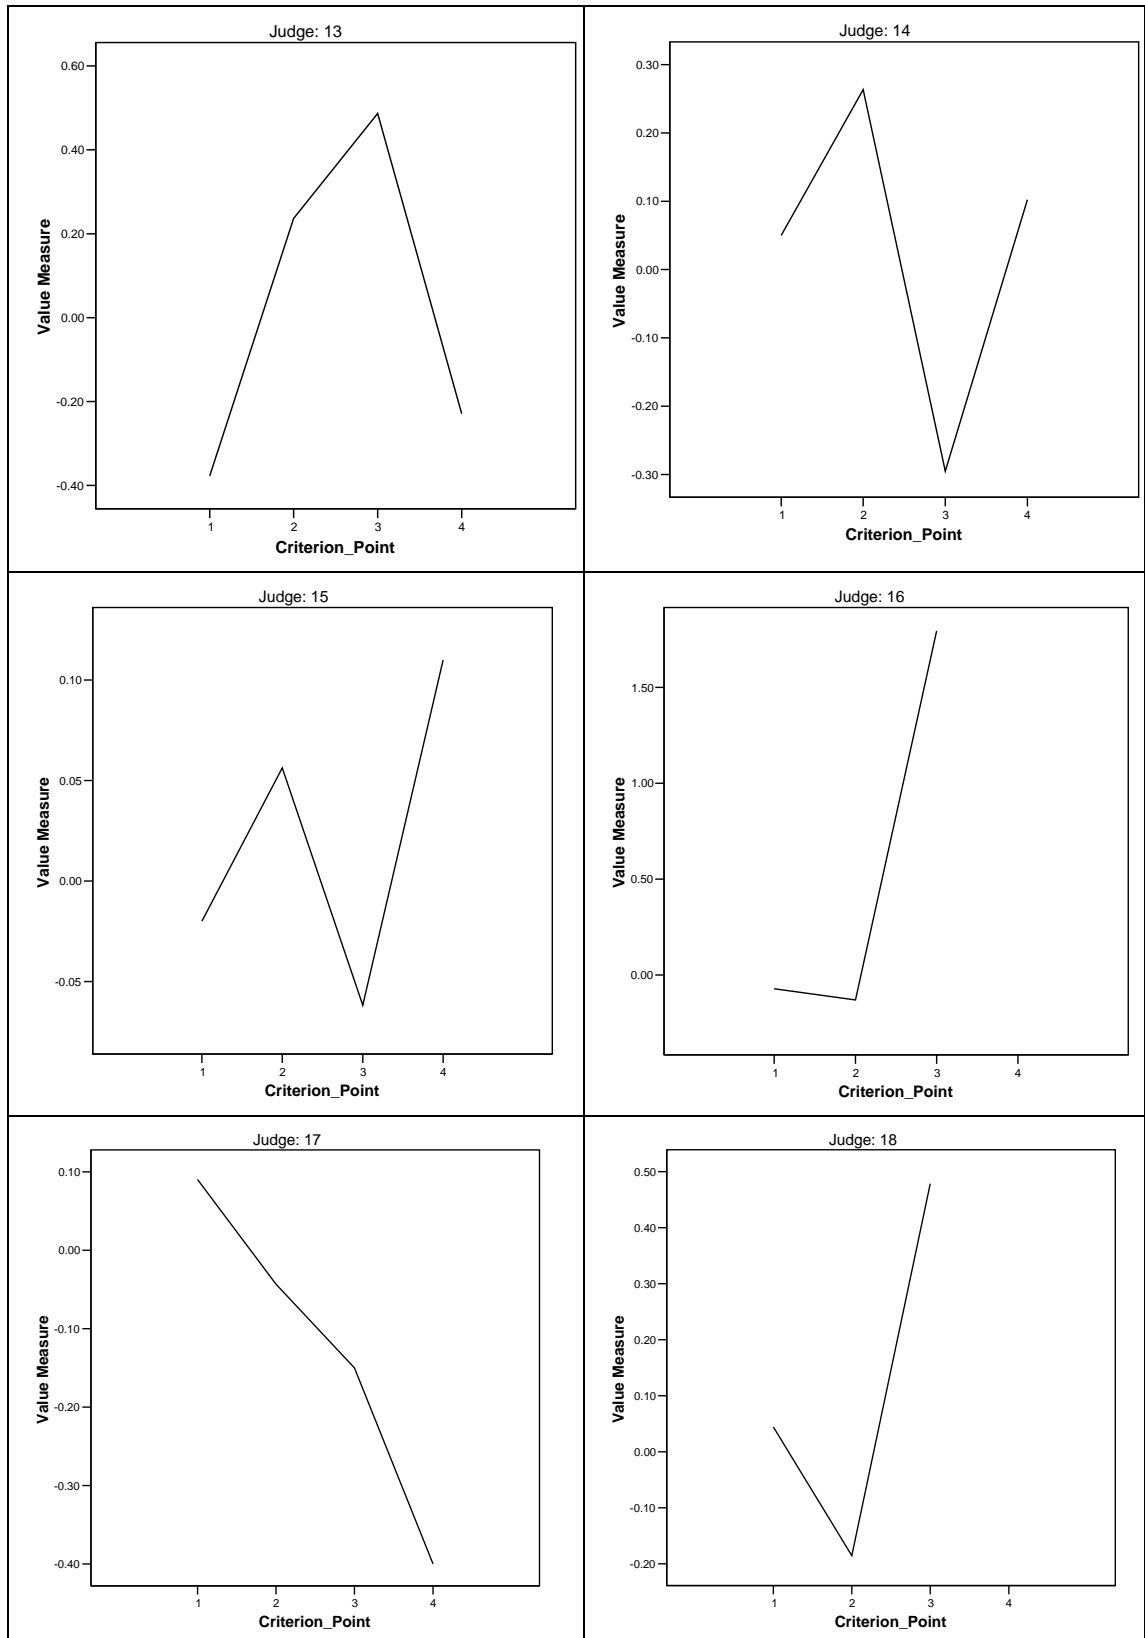 Judge: 13
0.60
0.40
0.20
0.00
-0.20
-0.40
Value Measure
1 2 3 4
Criterion_Point
Judge: 14
0.30
0.20
0.10
0.00
-0.10
-0.20
-0.30
Value Measure
1 2 3 4
Criterion_Point
Judge: 15
0.10
0.05
0.00
-0.05
Value Measure
1 2 3 4
Criterion_Point
Judge: 16
1.50
1.00
0.50
0.00
Value Measure
1 2 3 4
Criterion_Point
Judge: 17
0.10
0.00
-0.10
-0.20
-0.30
-0.40
Value Measure
1 2 3 4
Criterion_Point
Judge: 18
0.50
0.40
0.30
0.20
0.10
0.00
-0.10
-0.20
Value Measure
1 2 3 4
Criterion_Point